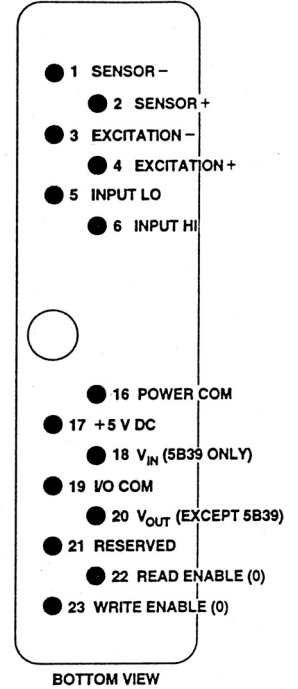 1 SENSOR −
2 SENSOR +
3 EXCITATION −
4 EXCITATION +
5 INPUT LO
6 INPUT HI
16 POWER COM
17 +5 V DC
18 VIN (5B39 ONLY)
19 I/O COM
20 VOUT (EXCEPT 5B39)
21 RESERVED
22 READ ENABLE (0)
23 WRITE ENABLE (0)
BOTTOM VIEW